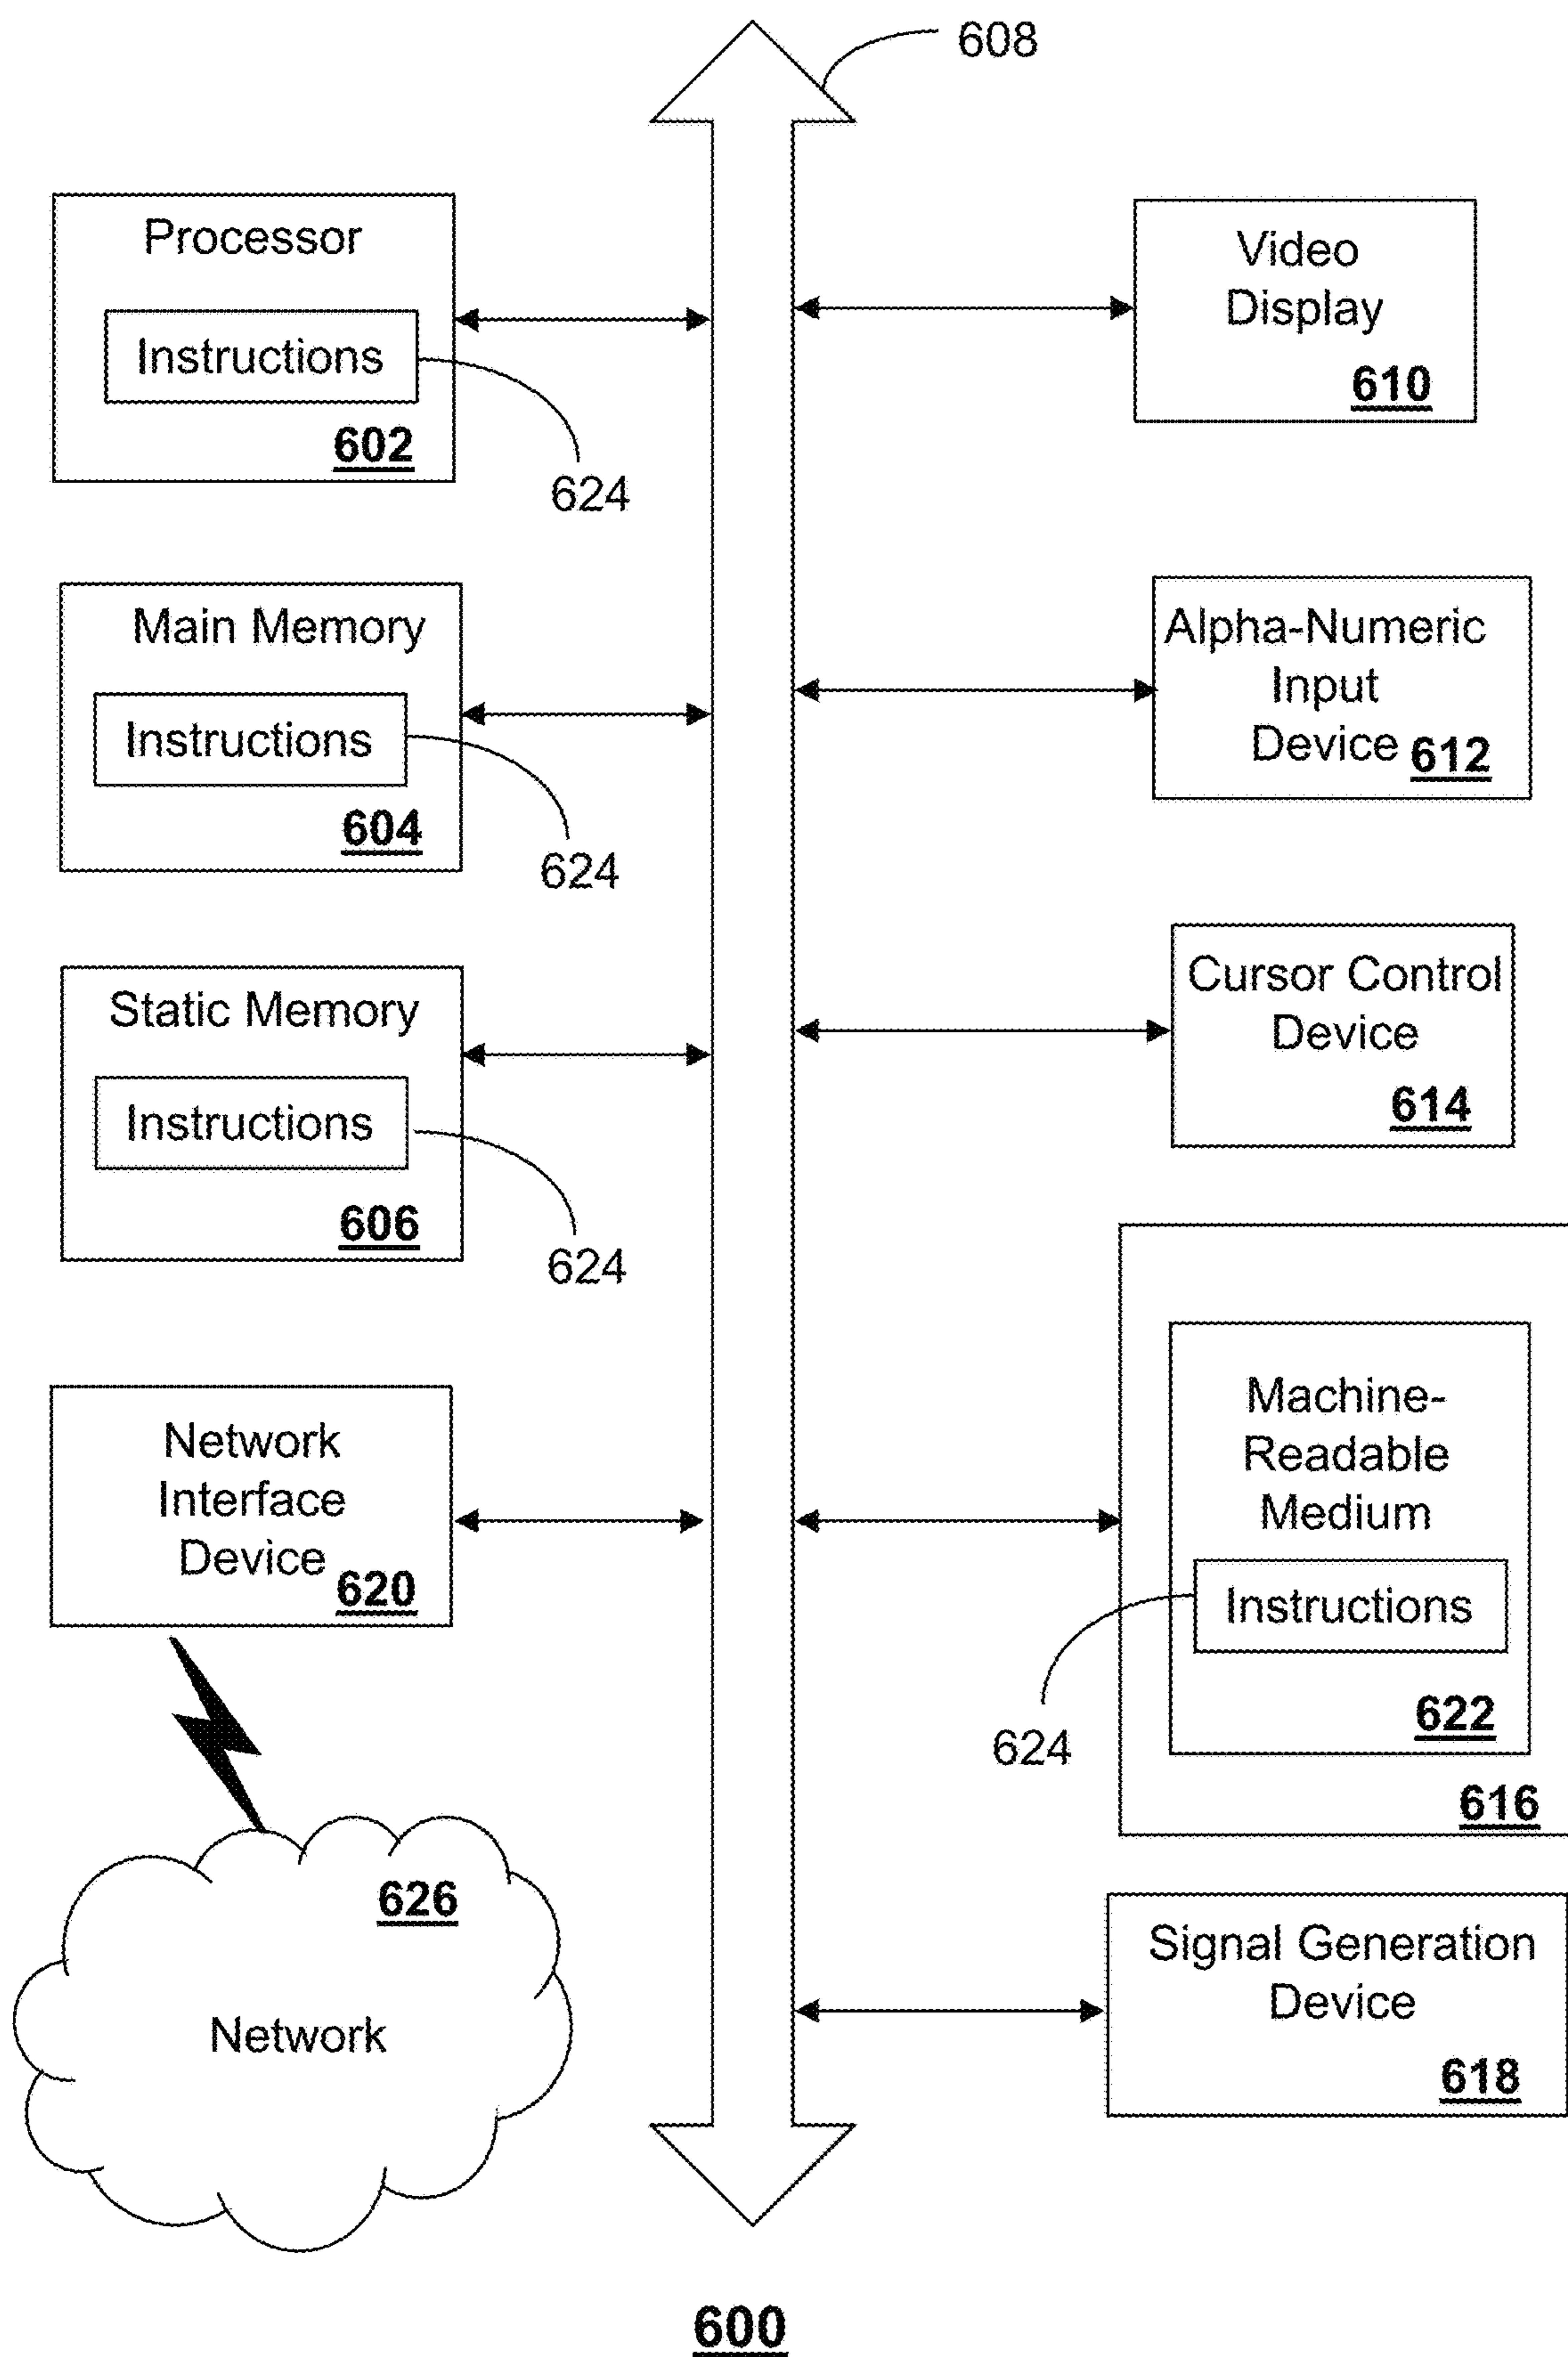 608
Processor
Instructions
602
624
Main Memory
Instructions
604
624
Static Memory
Instructions
606
624
Network
Interface
Device
620
626
Network
Video
Display
610
Alpha-Numeric
Input
Device 612
Cursor Control
Device
614
Machine-
Readable
Medium
Instructions
622
624
616
Signal Generation
Device
618
600